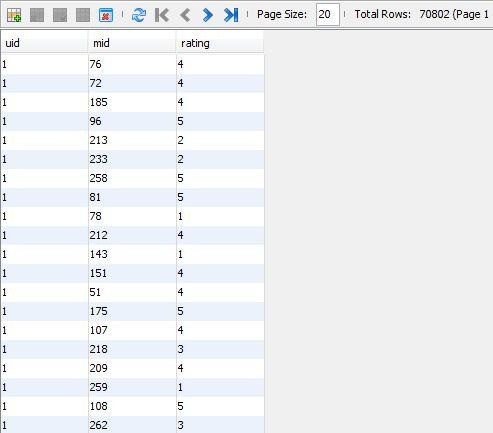 Page Size: 20 Total Rows: 70802 (Page 1
uid mid rating
1 76 4
1 72 4
1 185 4
1 96 5
1 213 2
1 233 2
1 258 5
1 81 5
1 78 1
1 212 4
1 143 1
1 151 4
1 51 4
1 175 5
1 107 4
1 218 3
1 209 4
1 259 1
1 108 5
1 262 3